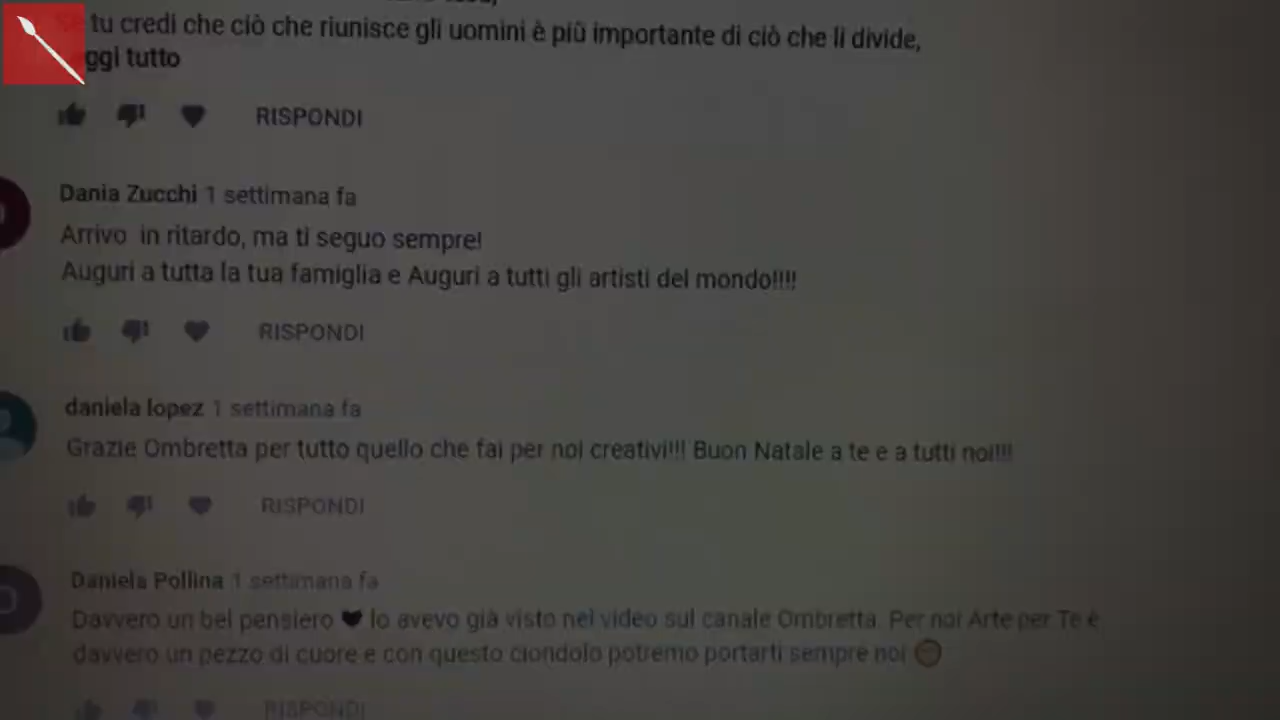 tu credi che ciò che riunisce gli uomini è più importante di ciò che li divide,
ggi tutto
RISPONDI
Dania Zucchi 1 settimana fa
Arrivo in ritardo, ma ti seguo sempre!
Auguri a tutta la tua famiglia e Auguri a tutti gli artisti del mondo!!!!
RISPONDI
daniela lopez 1 settimana fa
Grazie Ombretta per tutto quello che fai per noi creativi!!! Buon Natale a te e a tutti noi!!!
RISPONDI
Daniela Pollina 1 settimana fa
Davvero un bel pensiero ❤ lo avevo già visto nel video sul canale Ombretta. Per noi Arte per Te è
davvero un pezzo di cuore e con questo ciondolo potremo portarti sempre noi
RISPONDI